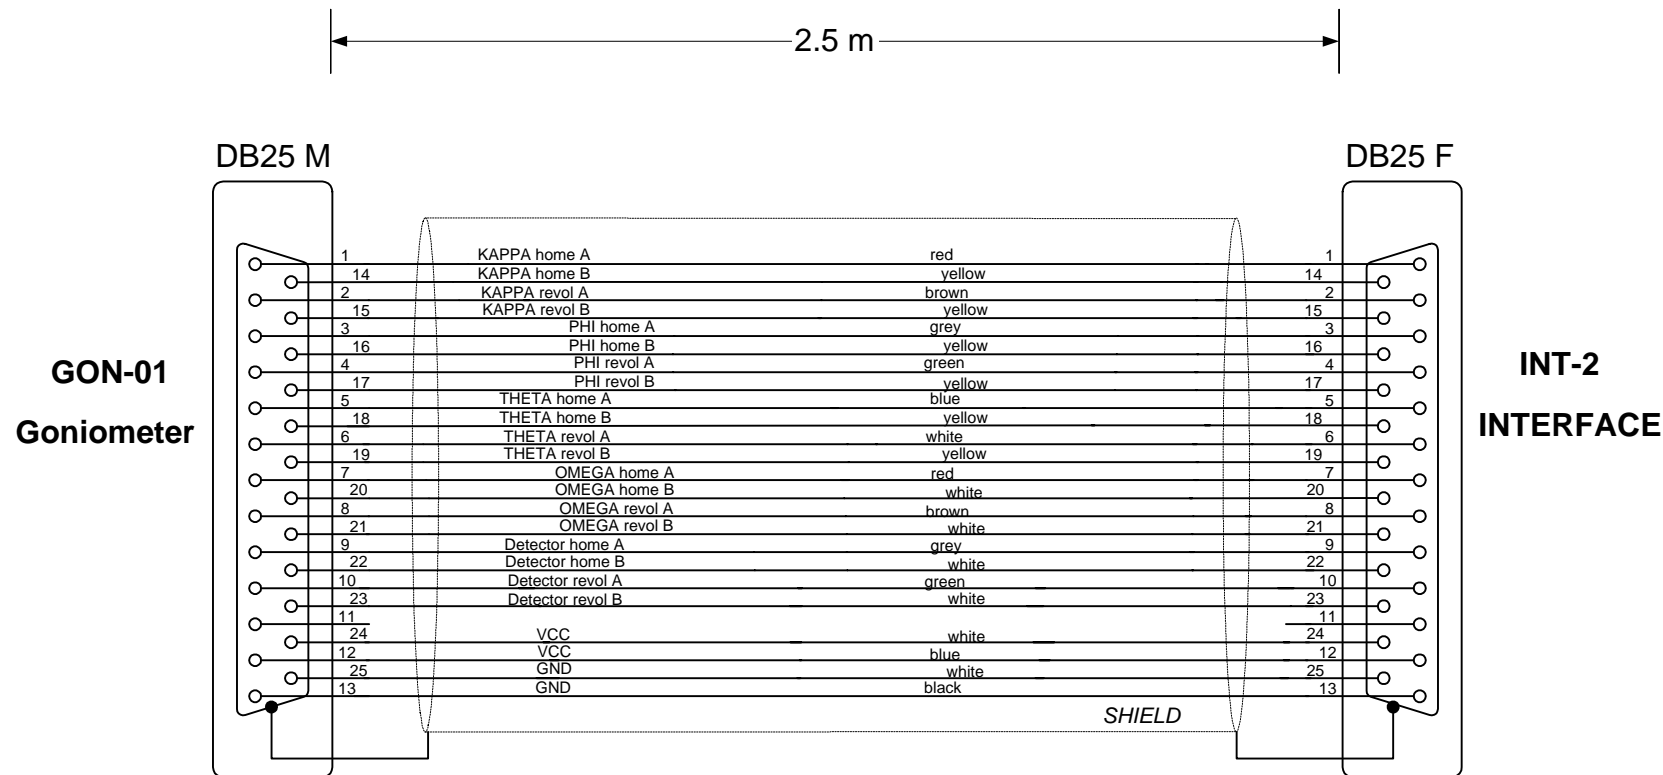 2.5 m
DB25 M DB25 F
1 KAPPA home A red 1
14 KAPPA home B yellow 14
2 KAPPA revol A brown 2
15 KAPPA revol B yellow 15
3 PHI home A grey 3
16 PHI home B yellow 16
4 PHI revol A green 4
17 PHI revol B yellow 17
5 THETA home A blue 5
18 THETA home B yellow 18
6 THETA revol A white 6
19 THETA revol B yellow 19
7 OMEGA home A red 7
20 OMEGA home B white 20
8 OMEGA revol A brown 8
21 OMEGA revol B white 21
9 Detector home A grey 9
22 Detector home B white 22
10 Detector revol A green 10
23 Detector revol B white 23
11 11
24 VCC white 24
12 VCC blue 12
25 GND white 25
13 GND black 13
SHIELD
GON-01
Goniometer
INT-2
INTERFACE